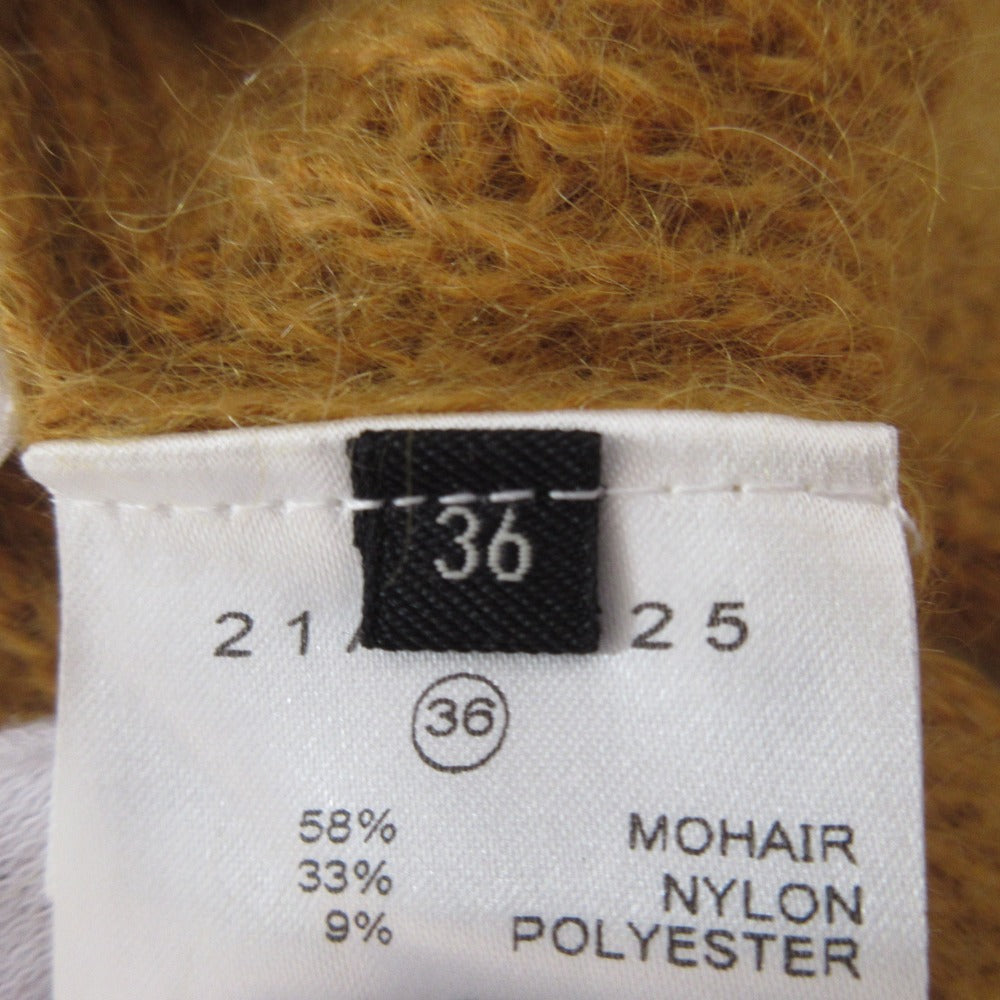 36
21 25
36
58% MOHAIR
33% NYLON
9% POLYESTER